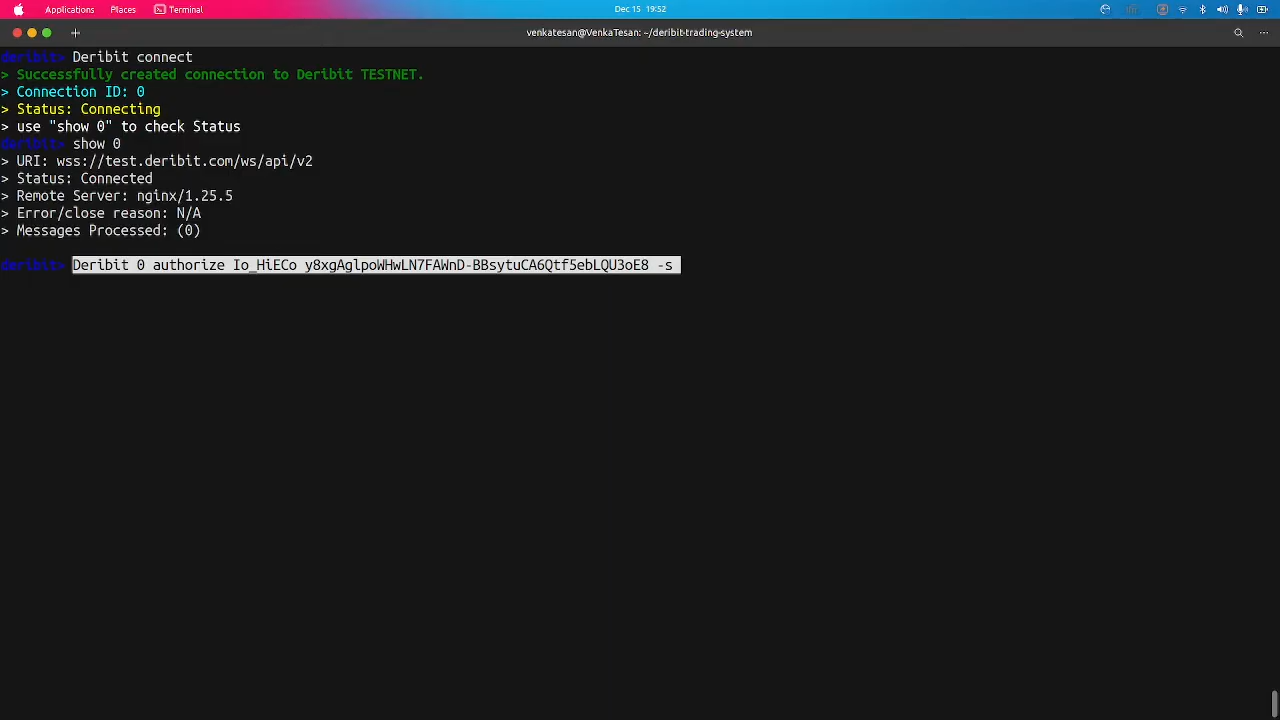 Applications Places Terminal Dec 15 19:52
venkatesan@VenkaTesan: ~/deribit-trading-system
deribit> Deribit connect
> Successfully created connection to Deribit TESTNET.
> Connection ID: 0
> Status: Connecting
> use "show 0" to check Status
deribit> show 0
> URI: wss://test.deribit.com/ws/api/v2
> Status: Connected
> Remote Server: nginx/1.25.5
> Error/close reason: N/A
> Messages Processed: (0)
deribit> Deribit 0 authorize Io_HiECo y8xgAglpoWHwLN7FAWnD-BBsytuCA6Qtf5ebLQU3oE8 -s